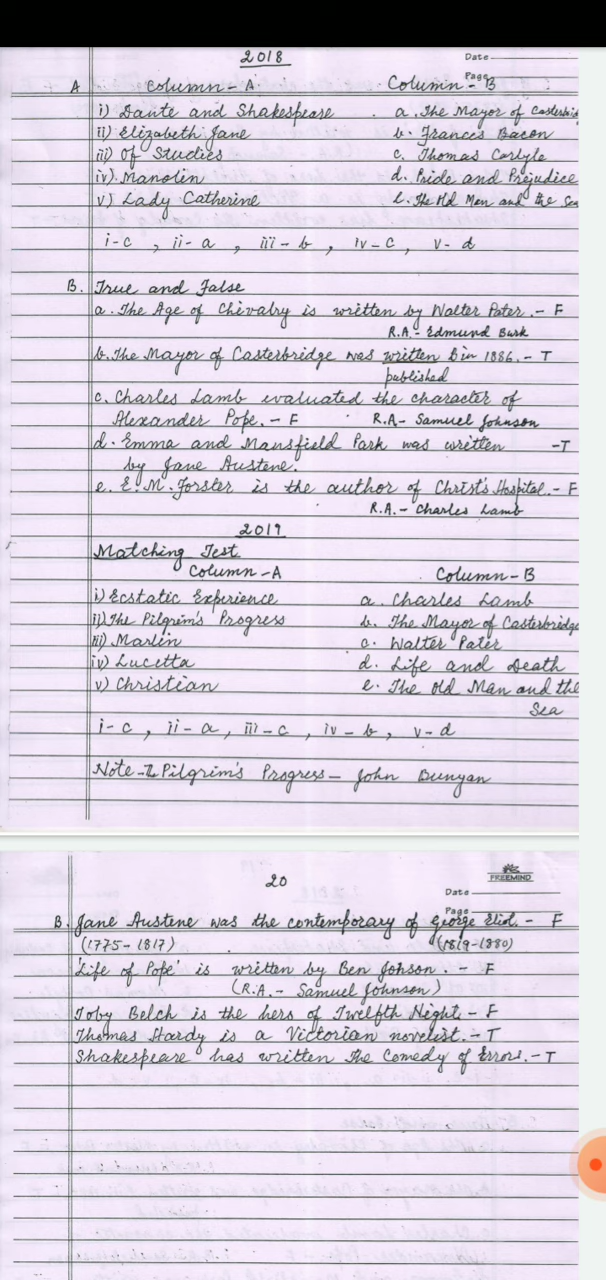 2018
Date
Page
A Column-A Column-B
i) Dante and Shakespeare a. The Mayor of Casterbrid
ii) Elizabeth Jane b. Francis Bacon
iii) Of Studies c. Thomas Carlyle
iv) Manolin d. Pride and Prejudice
v) Lady Catherine e. The Old Man and the Sea
i-c, ii-a, iii-b, iv-c, v-d
B. True and False
a. The Age of Chivalry is written by Walter Pater.- F
R.A- Edmund Burk
b. The Mayor of Casterbridge was written in 1886.- T
published
c. Charles Lamb evaluated the character of
Alexander Pope.- F R.A- Samuel Johnson
d. Emma and Mansfield Park was written -T
by Jane Austene.
e. E.M. Forster is the author of Christ's Hospital.- F
R.A.- Charles Lamb
2019
Matching Test
Column-A Column-B
i) Ecstatic Experience a. Charles Lamb
ii) The Pilgrim's Progress b. The Mayor of Casterbridge
iii) Marlin c. Walter Pater
iv) Lucetta d. Life and Death
v) Christian e. The old Man and the
Sea
i-c, ii-a, iii-c, iv-b, v-d
Note-The Pilgrim's Progress- John Bunyan
20
FREEMIND
Date
Page
B. Jane Austene was the contemporary of George Eliot.- F
(1775-1817) (1819-1880)
'Life of Pope' is written by Ben Johson.- F
(R.A.- Samuel Johnson)
Toby Belch is the hero of Twelfth Night- F
Thomas Hardy is a Victorian novelist.- T
Shakespeare has written The Comedy of Errors.- T